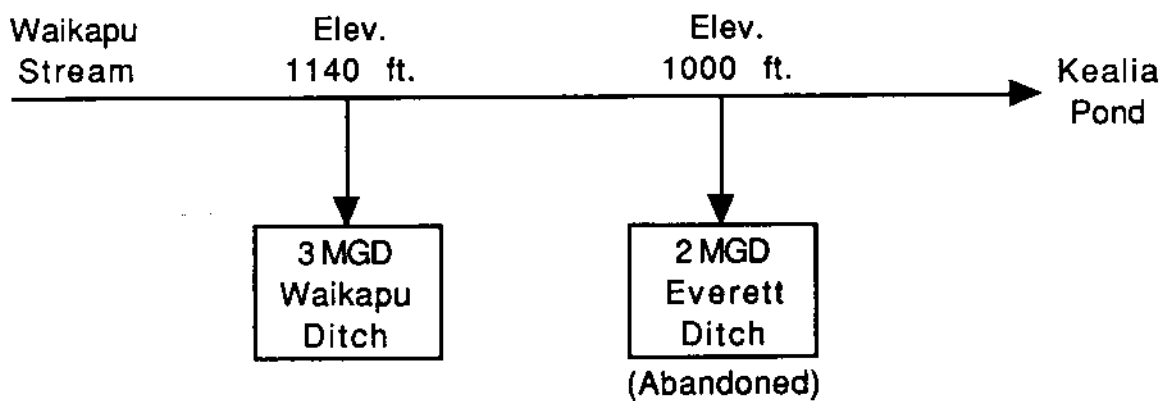 Waikapu
Stream
Elev.
1140 ft.
Elev.
1000 ft.
Kealia
Pond
3 MGD
Waikapu
Ditch
2 MGD
Everett
Ditch
(Abandoned)